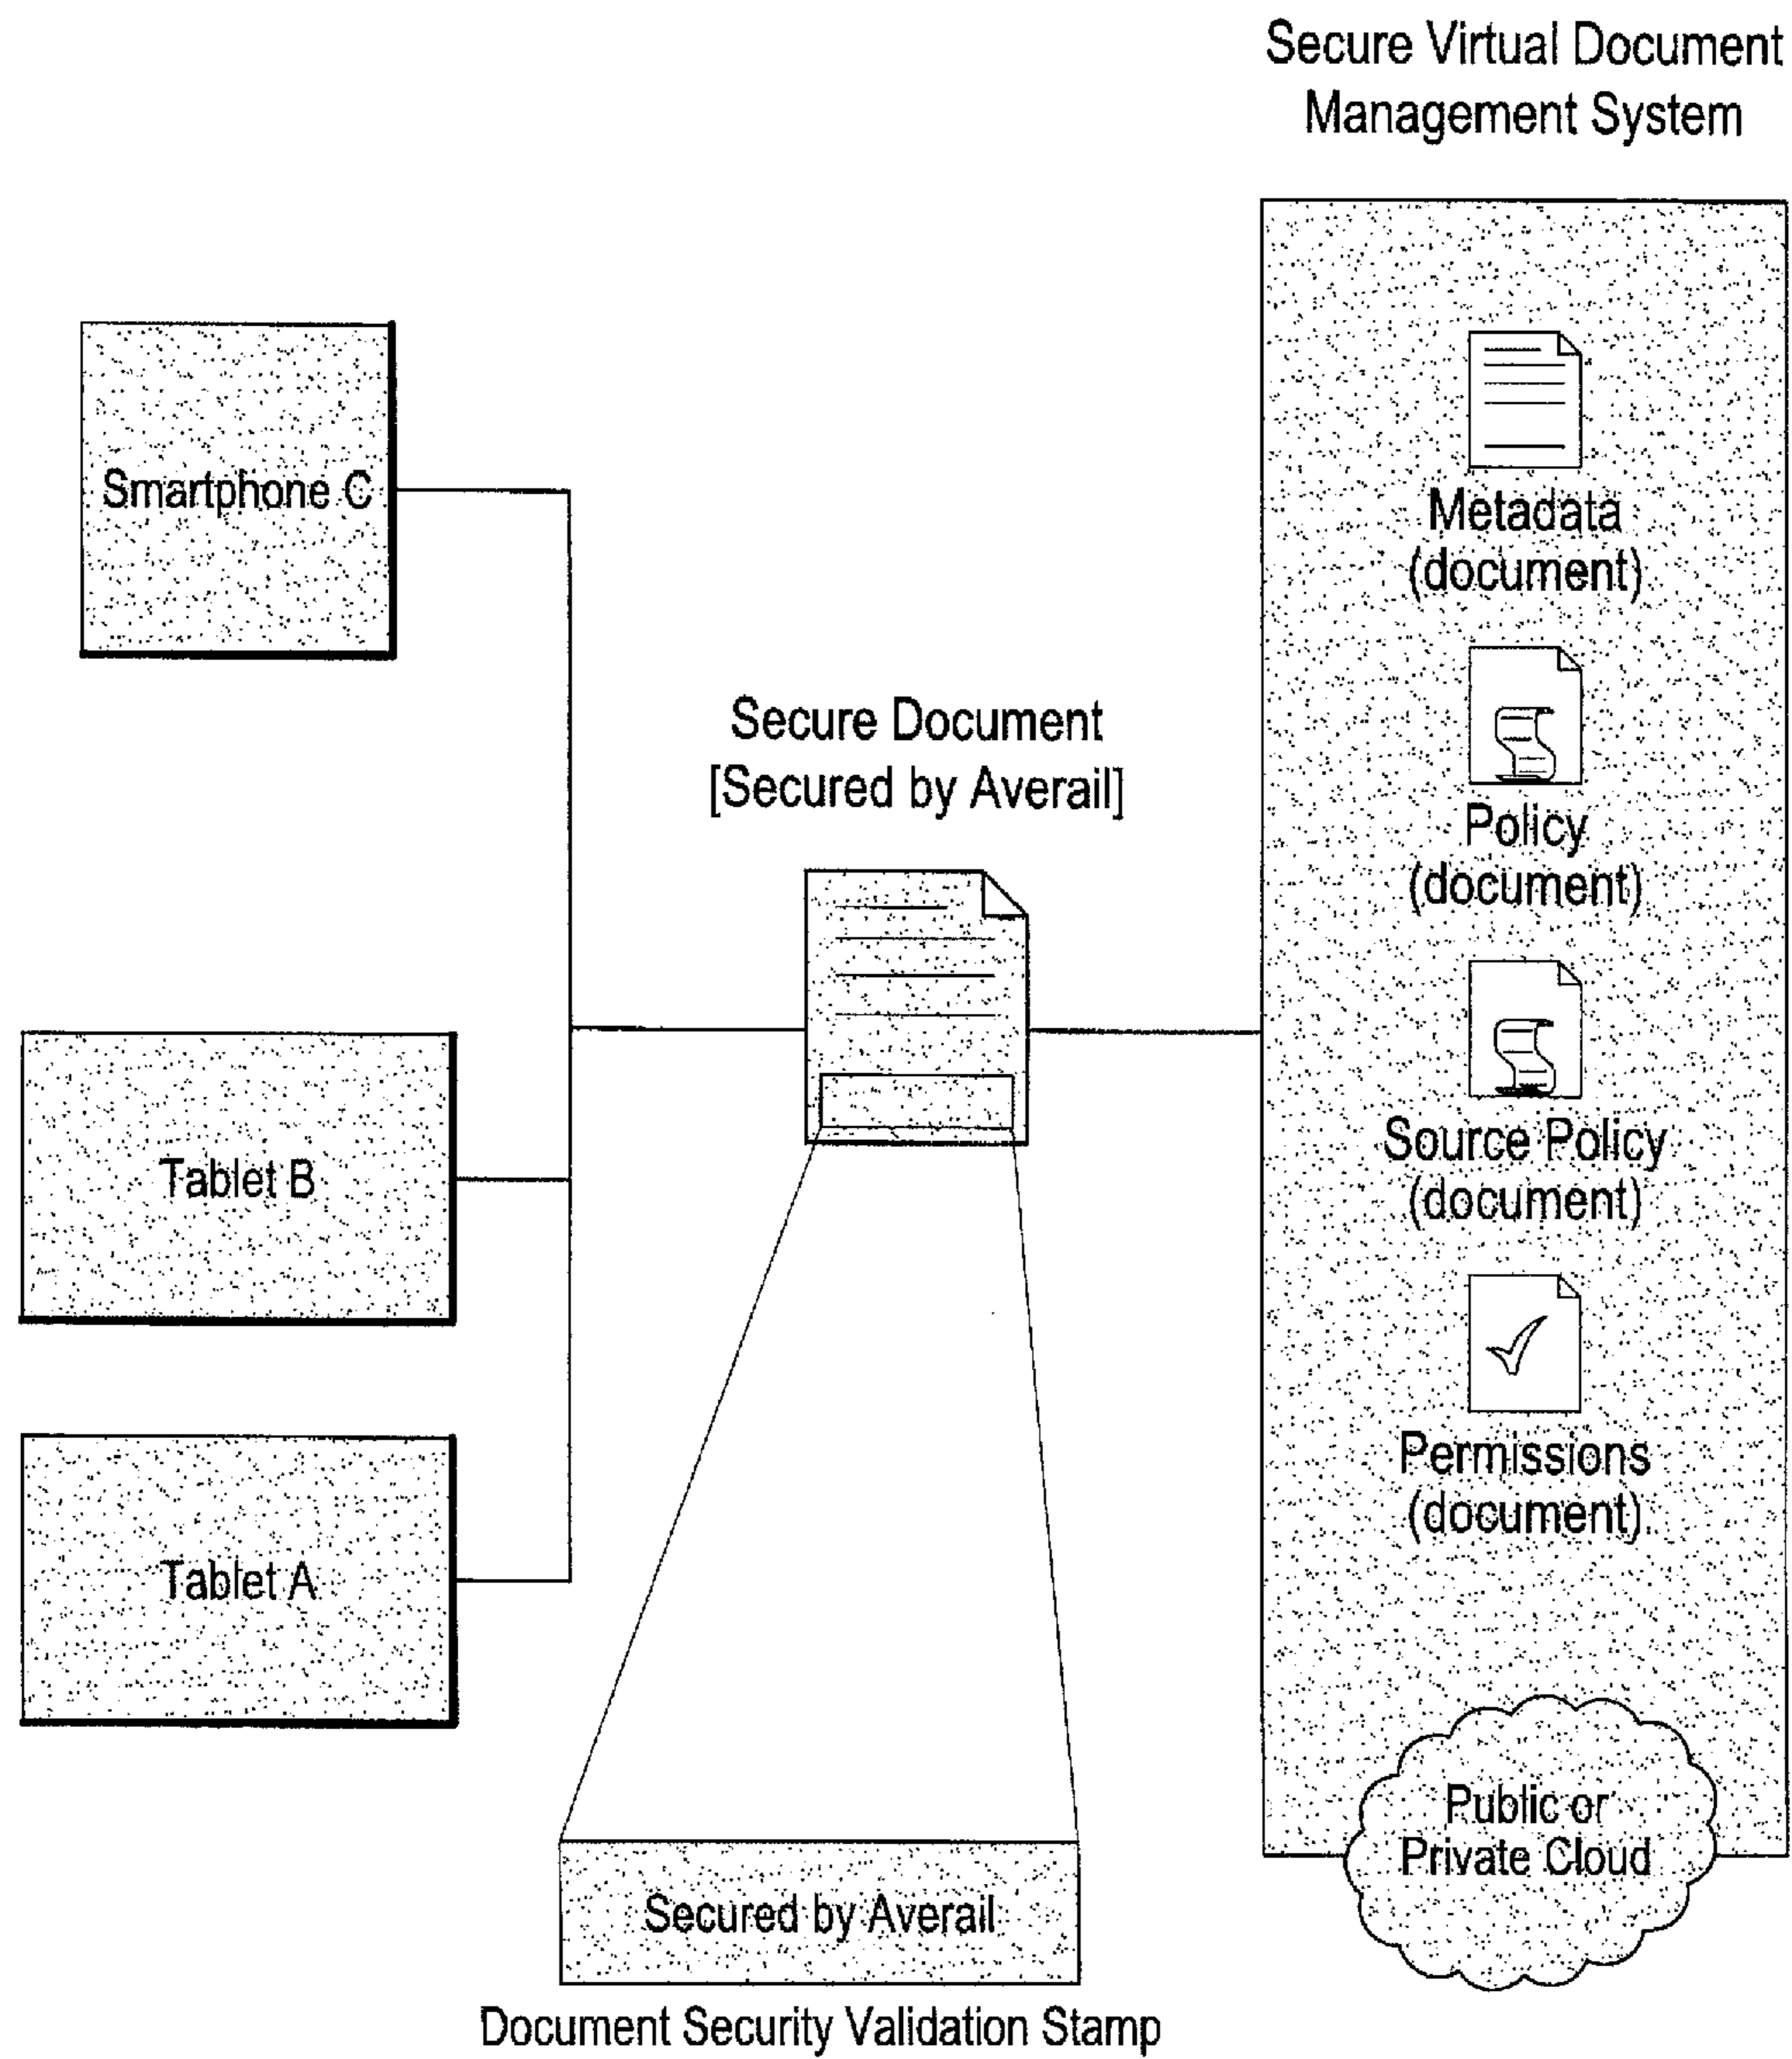 Secure Virtual Document
Management System
Smartphone C
Tablet B
Tablet A
Secure Document
[Secured by Averail]
Secured by Averail
Document Security Validation Stamp
Metadata
(document)
Policy
(document)
Source Policy
(document)
Permissions
(document)
Public or
Private Cloud